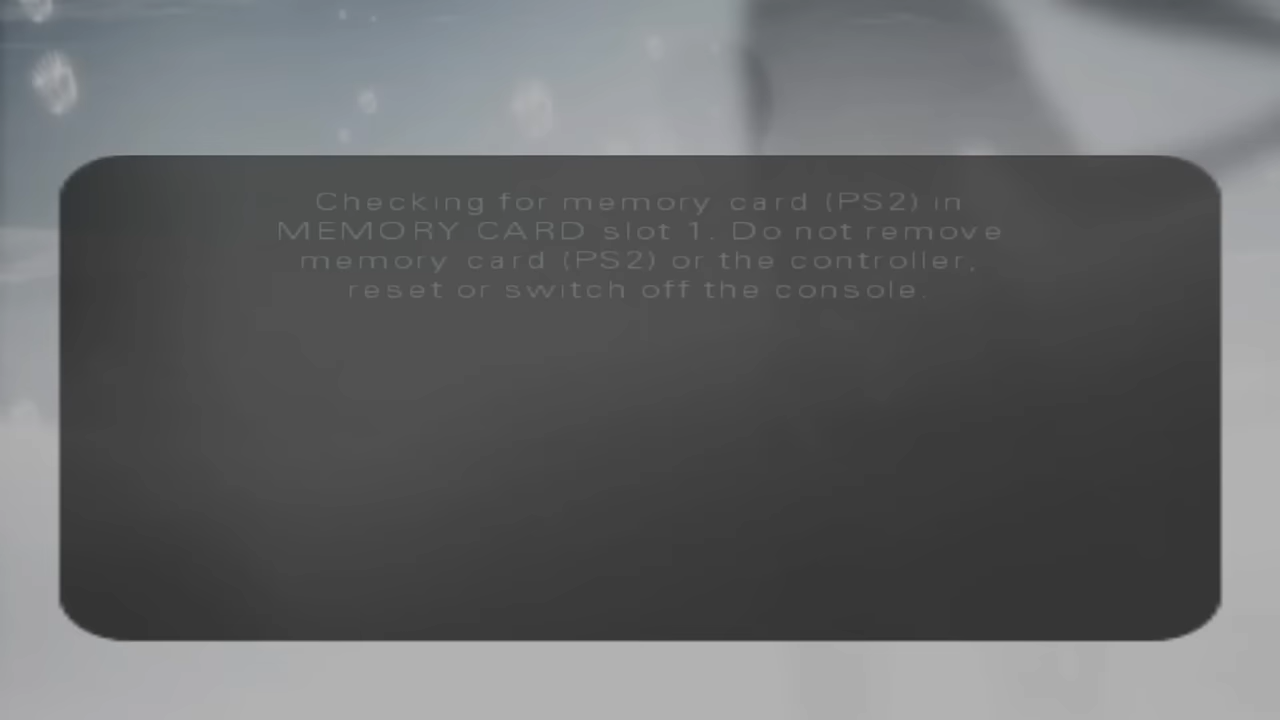 Checking for memory card (PS2) in
MEMORY CARD slot 1. Do not remove
memory card (PS2) or the controller,
reset or switch off the console.